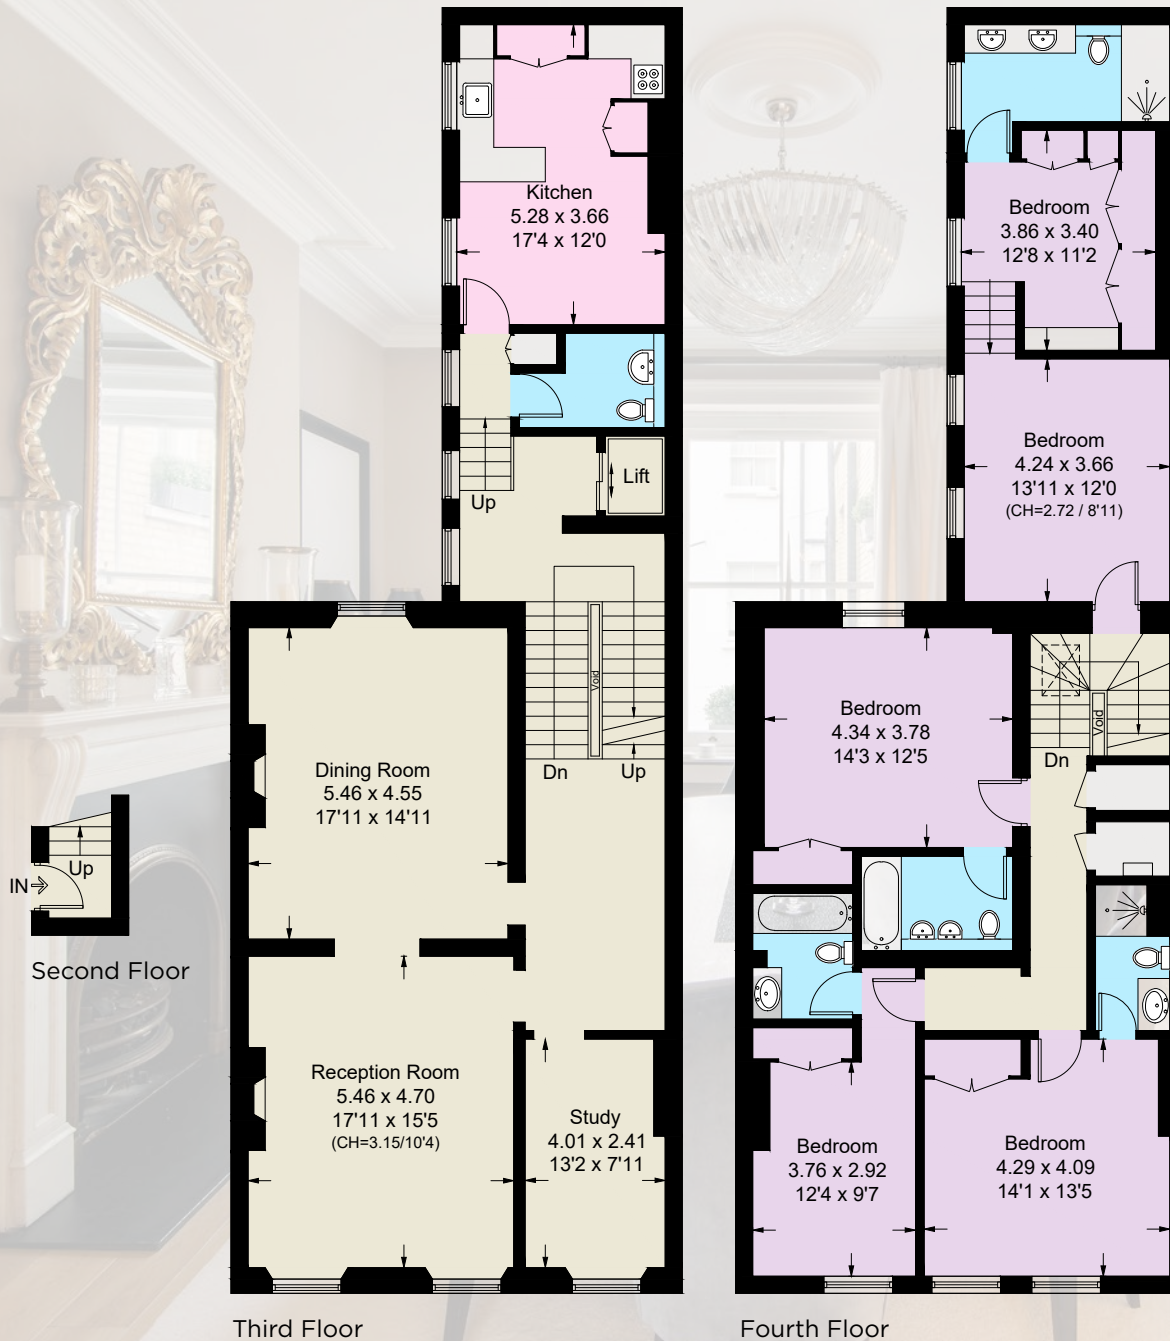 Kitchen
5.28 x 3.66
17'4 x 12'0
Lift
Up
Void
Dn
Up
Dining Room
5.46 x 4.55
17'11 x 14'11
Reception Room
5.46 x 4.70
17'11 x 15'5
(CH=3.15/10'4)
Study
4.01 x 2.41
13'2 x 7'11
Third Floor
IN
Up
Second Floor
Bedroom
3.86 x 3.40
12'8 x 11'2
Bedroom
4.24 x 3.66
13'11 x 12'0
(CH=2.72 / 8'11)
Bedroom
4.34 x 3.78
14'3 x 12'5
Void
Dn
Bedroom
3.76 x 2.92
12'4 x 9'7
Bedroom
4.29 x 4.09
14'1 x 13'5
Fourth Floor